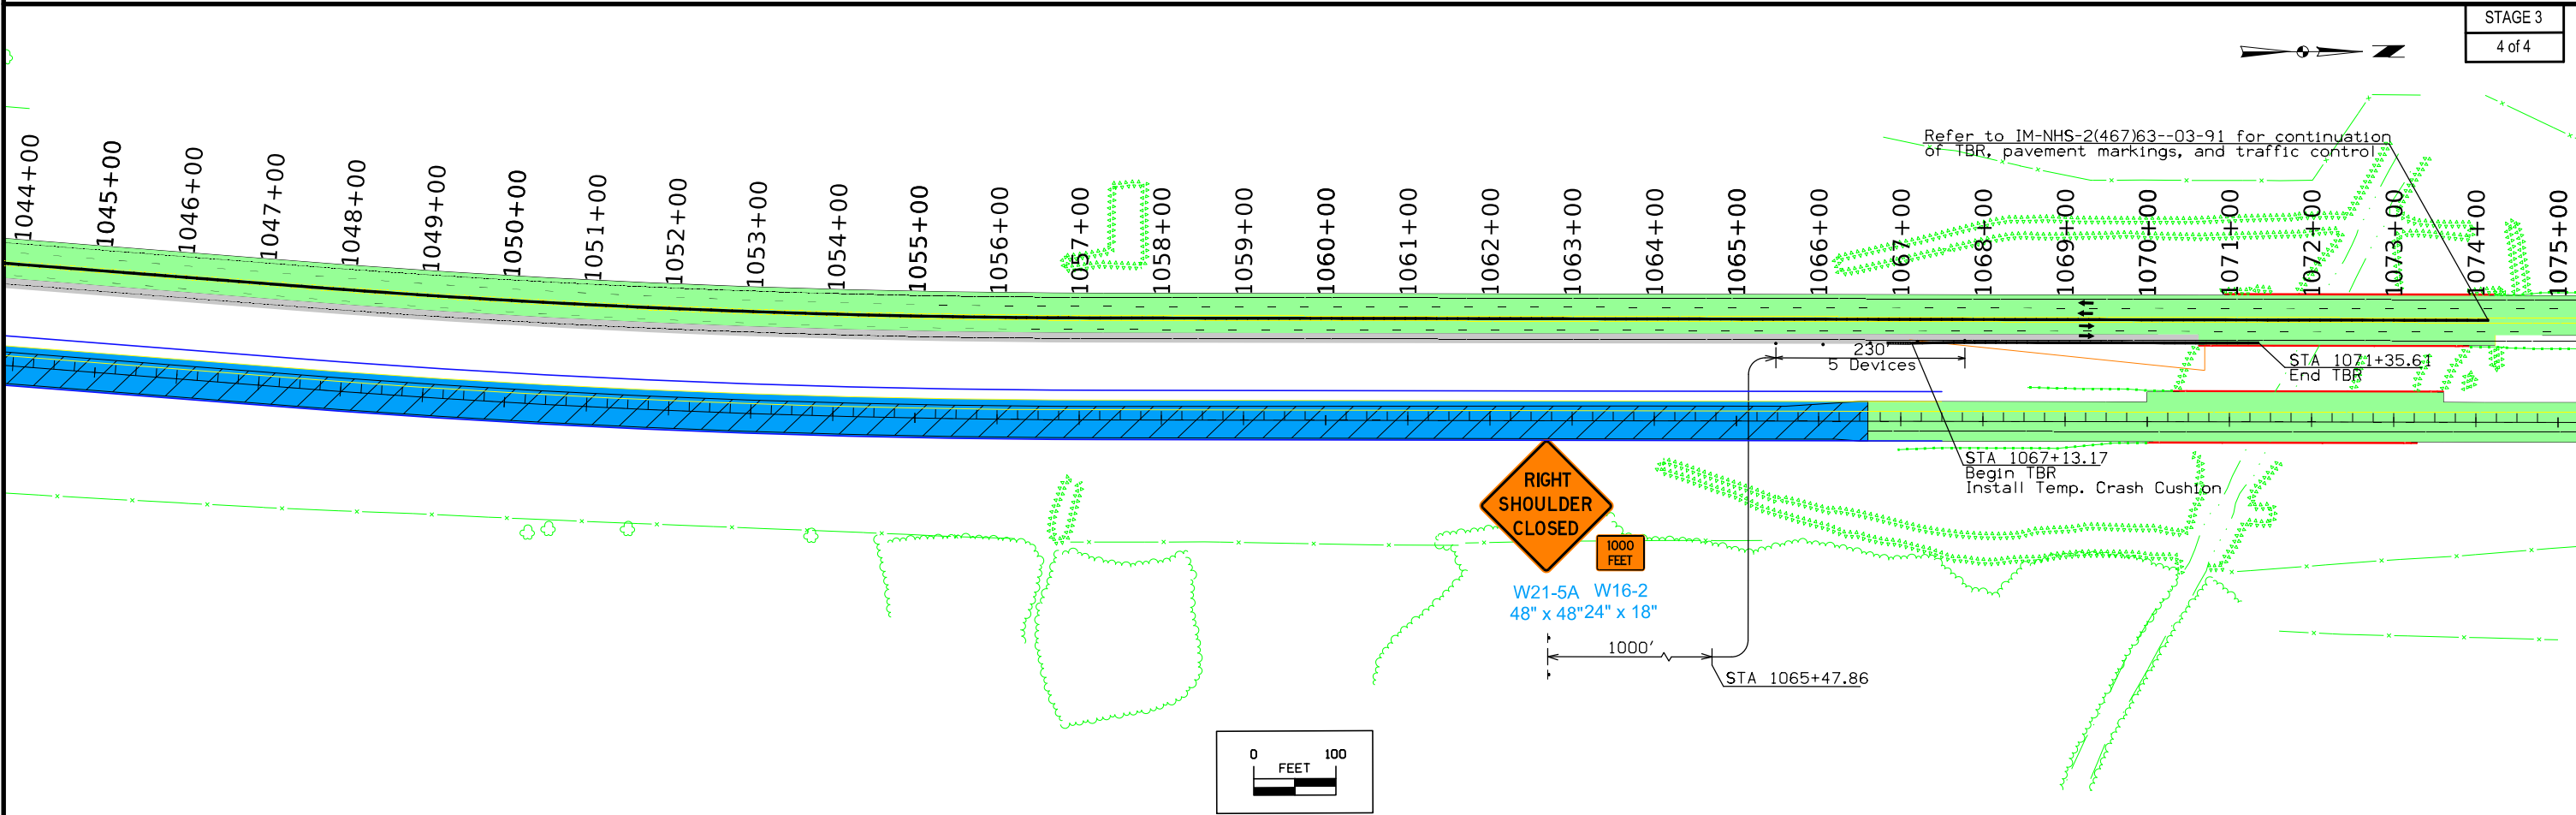 STAGE 3
4 of 4
N
Refer to IM-NHS-2(467)63--03-91 for continuation
of TBR, pavement markings, and traffic control
1044+00
1045+00
1046+00
1047+00
1048+00
1049+00
1050+00
1051+00
1052+00
1053+00
1054+00
1055+00
1056+00
1057+00
1058+00
1059+00
1060+00
1061+00
1062+00
1063+00
1064+00
1065+00
1066+00
1067+00
1068+00
1069+00
1070+00
1071+00
1072+00
1073+00
1074+00
1075+00
230'
5 Devices
STA 1071+35.61
End TBR
STA 1067+13.17
Begin TBR
Install Temp. Crash Cushion
RIGHT
SHOULDER
CLOSED
1000
FEET
W21-5A W16-2
48" x 48" 24" x 18"
1000'
STA 1065+47.86
0 100
FEET